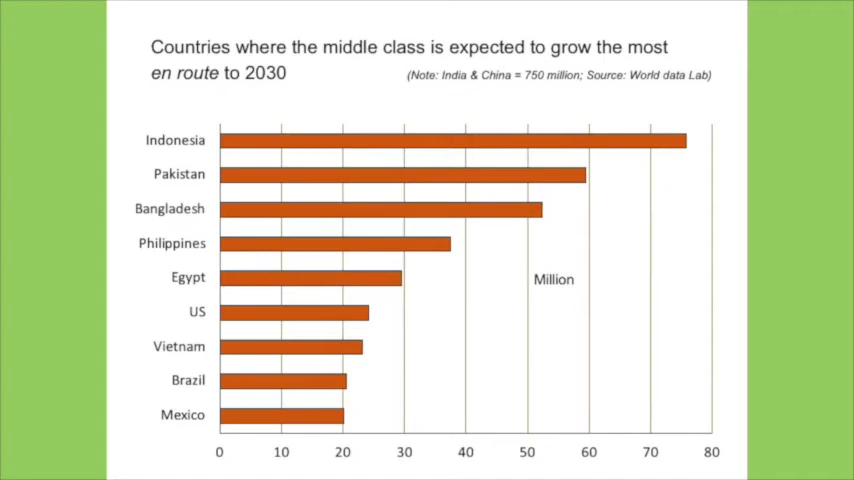 Countries where the middle class is expected to grow the most
en route to 2030
(Note: India & China = 750 million; Source: World data Lab)
Indonesia
Pakistan
Bangladesh
Philippines
Egypt
Million
US
Vietnam
Brazil
Mexico
0 10 20 30 40 50 60 70 80